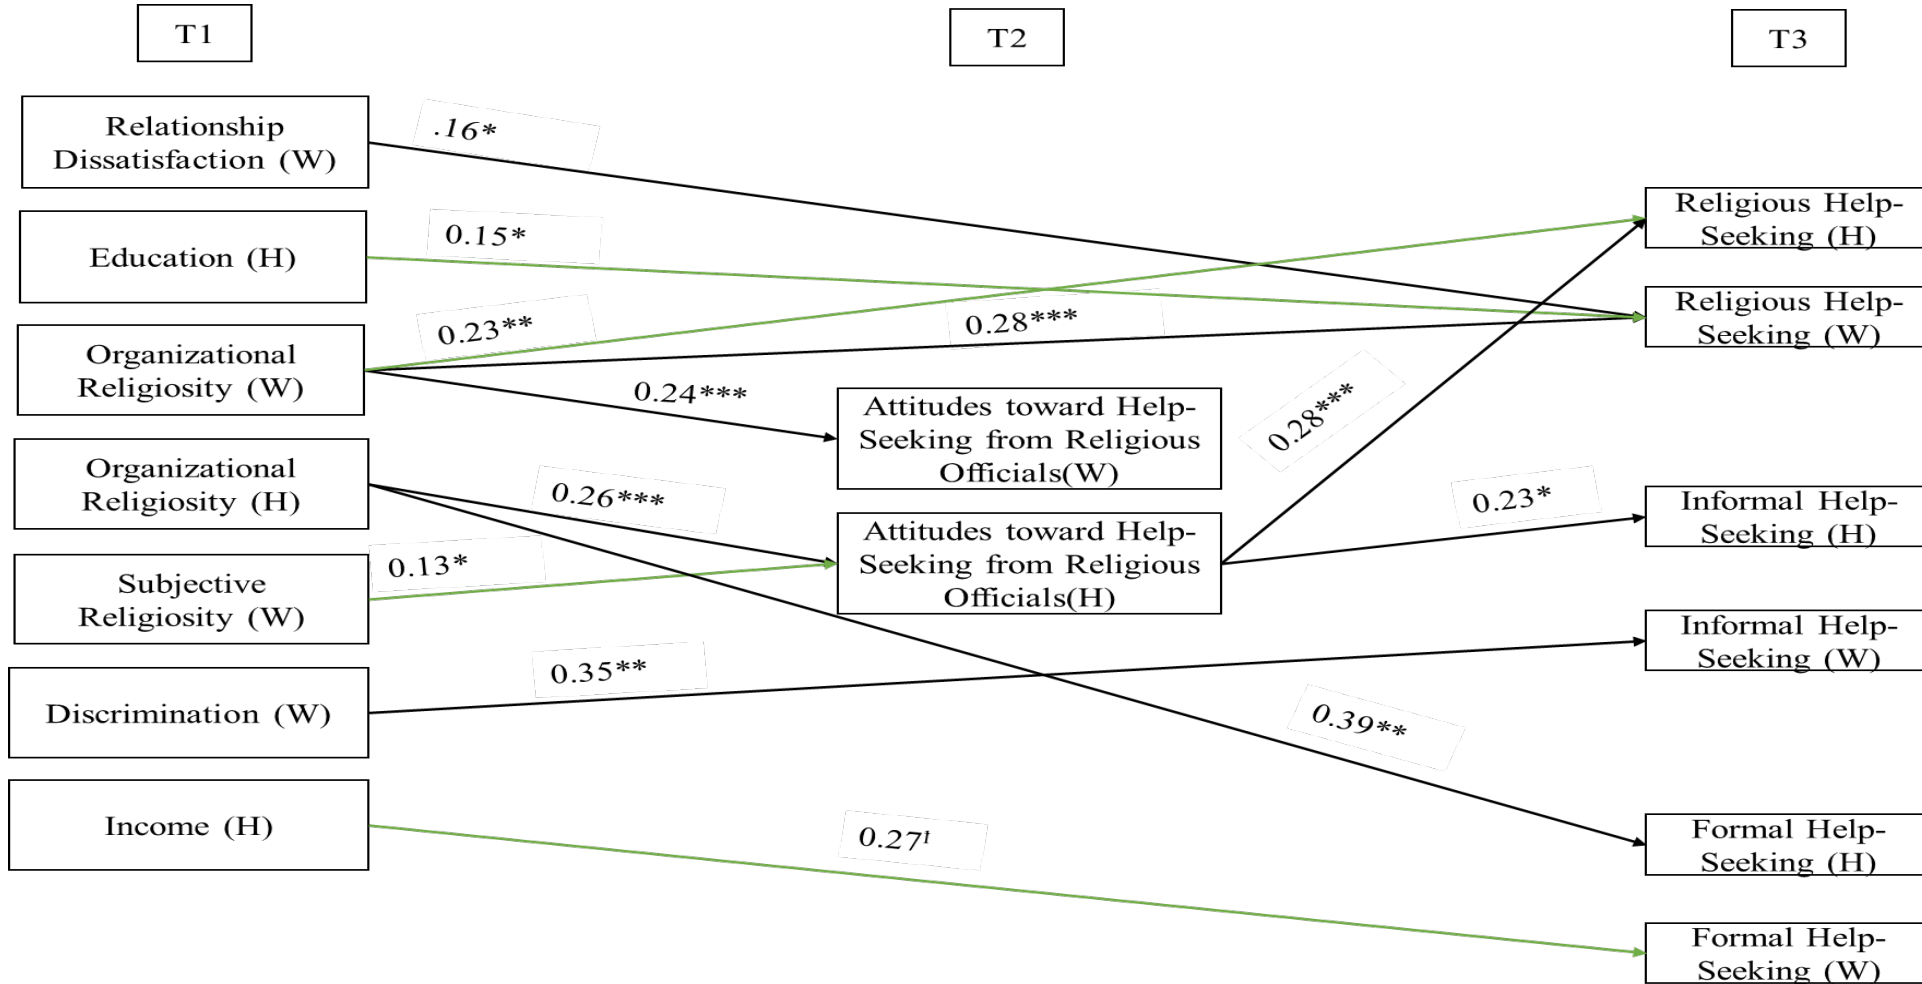 T1
T2
T3
Relationship
Dissatisfaction (W)
.16*
Education (H)
0.15*
Organizational
Religiosity (W)
0.23**
0.28***
0.24***
Organizational
Religiosity (H)
0.26***
Subjective
Religiosity (W)
0.13*
Discrimination (W)
0.35**
Income (H)
0.27ᵗ
Attitudes toward Help-
Seeking from Religious
Officials(W)
Attitudes toward Help-
Seeking from Religious
Officials(H)
0.28***
0.23*
0.39**
Religious Help-
Seeking (H)
Religious Help-
Seeking (W)
Informal Help-
Seeking (H)
Informal Help-
Seeking (W)
Formal Help-
Seeking (H)
Formal Help-
Seeking (W)